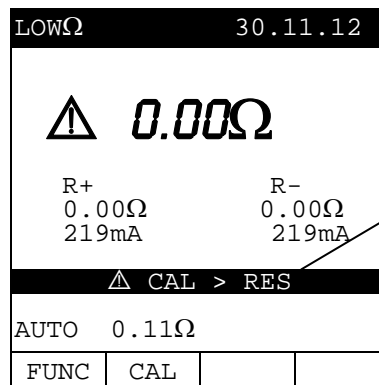 LOWΩ 30.11.12
⚠ 0.00Ω
R+ R-
0.00Ω 0.00Ω
219mA 219mA
⚠ CAL > RES
AUTO 0.11Ω
FUNC CAL